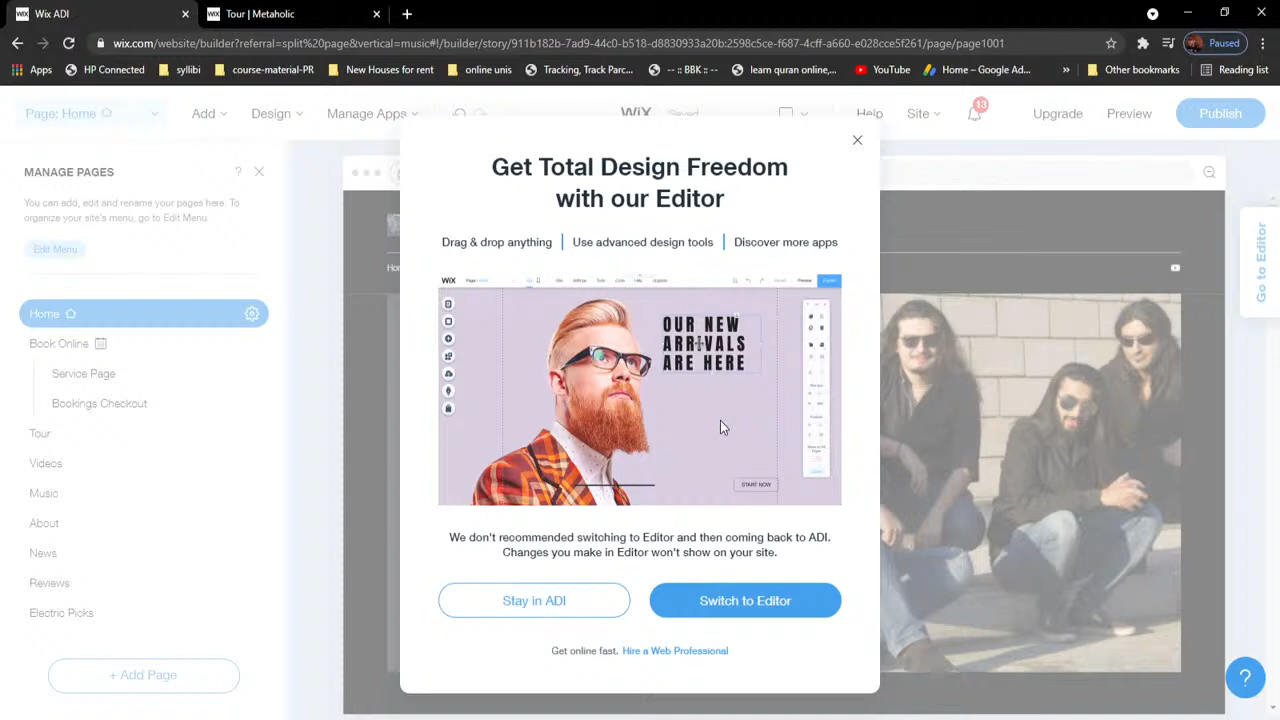 Wix ADI
Tour | Metaholic
wix.com/website/builder?referral=split%20page&vertical=music#!/builder/story/911b182b-7ad9-44c0-b518-d8830933a20b:2598c5ce-f687-4cff-a660-e028cce5f261/page/page1001
Paused
Apps
HP Connected
syllibi
course-material-PR
New Houses for rent
online unis
Tracking, Track Parc...
-- :: BBK :: --
learn quran online,...
YouTube
Home – Google Ad...
»
Other bookmarks
Reading list
Page: Home
Add
Design
Manage Apps
WiX
Saved
Help
Site
13
Upgrade
Preview
Publish
MANAGE PAGES
?
You can add, edit and rename your pages here. To
organize your site's menu, go to Edit Menu.
Edit Menu
Home
Book Online
Service Page
Bookings Checkout
Tour
Videos
Music
About
News
Reviews
Electric Picks
+ Add Page
Get Total Design Freedom
with our Editor
Drag & drop anything
Use advanced design tools
Discover more apps
WiX
OUR NEW
ARRIVALS
ARE HERE
START NOW
We don't recommended switching to Editor and then coming back to ADI.
Changes you make in Editor won't show on your site.
Stay in ADI
Switch to Editor
Get online fast. Hire a Web Professional
Go to Editor
?